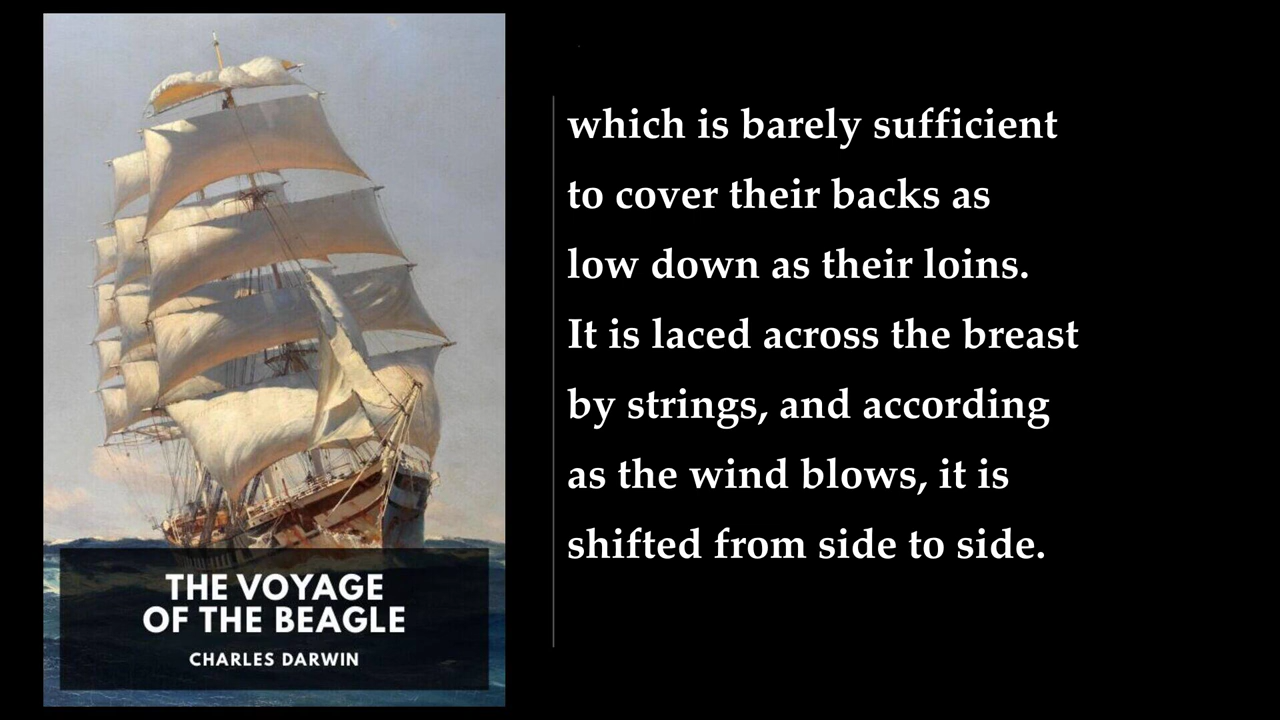 THE VOYAGE
OF THE BEAGLE
CHARLES DARWIN
which is barely sufficient
to cover their backs as
low down as their loins.
It is laced across the breast
by strings, and according
as the wind blows, it is
shifted from side to side.